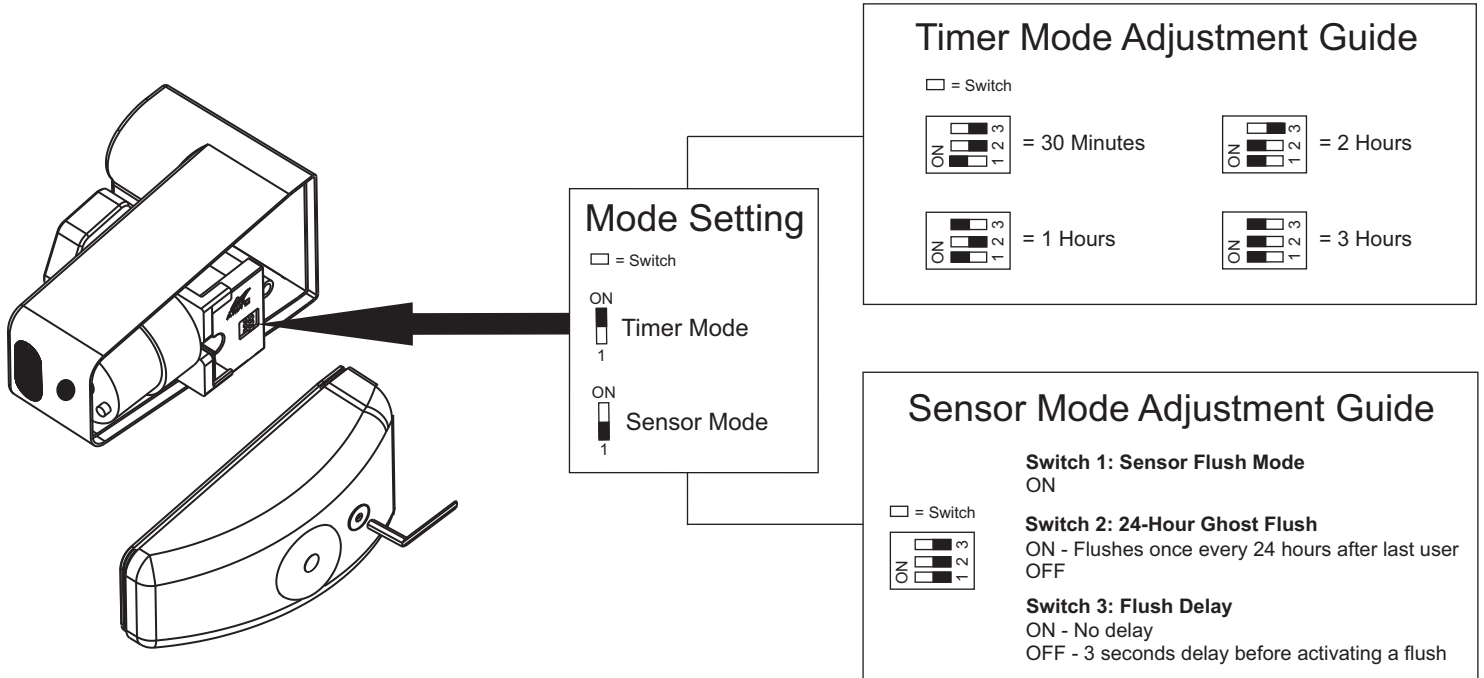 Timer Mode Adjustment Guide
= Switch
ON
1 2 3
= 30 Minutes
ON
1 2 3
= 2 Hours
ON
1 2 3
= 1 Hours
ON
1 2 3
= 3 Hours
Mode Setting
= Switch
ON
1
Timer Mode
ON
1
Sensor Mode
Sensor Mode Adjustment Guide
= Switch
ON
1 2 3
Switch 1: Sensor Flush Mode
ON
Switch 2: 24-Hour Ghost Flush
ON - Flushes once every 24 hours after last user
OFF
Switch 3: Flush Delay
ON - No delay
OFF - 3 seconds delay before activating a flush